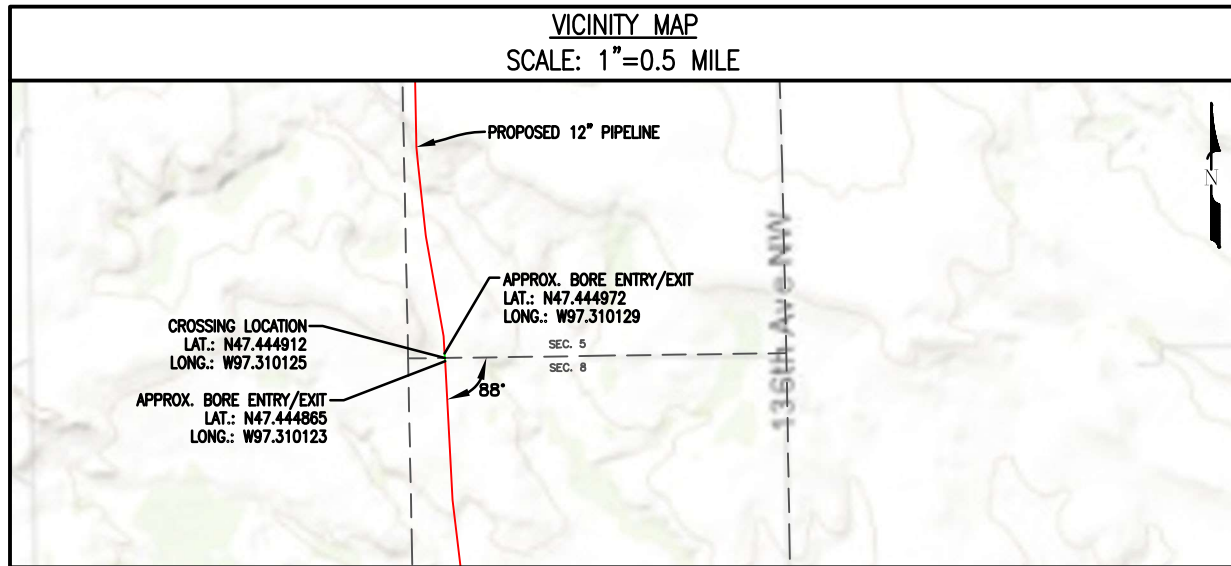 VICINITY MAP
SCALE: 1"=0.5 MILE
PROPOSED 12" PIPELINE
N
136th Ave NW
APPROX. BORE ENTRY/EXIT
LAT.: N47.444972
LONG.: W97.310129
CROSSING LOCATION
LAT.: N47.444912
LONG.: W97.310125
SEC. 5
SEC. 8
88°
APPROX. BORE ENTRY/EXIT
LAT.: N47.444865
LONG.: W97.310123